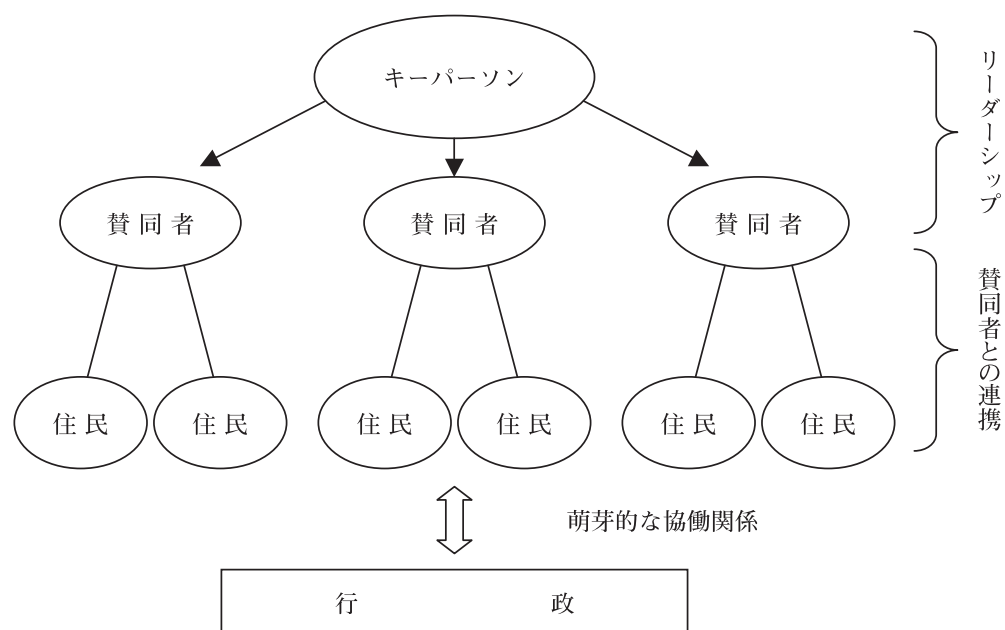 キーパーソン
リーダーシップ
賛同者
賛同者
賛同者
賛同者との連携
住民
住民
住民
住民
住民
住民
萌芽的な協働関係
行政